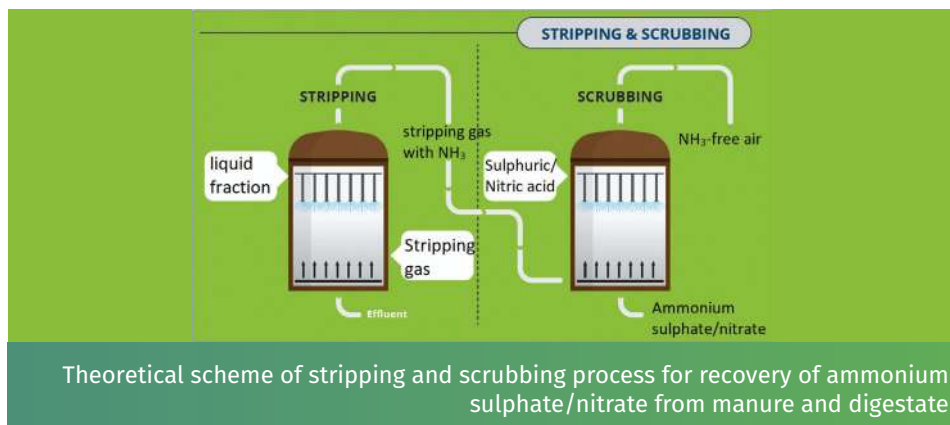 STRIPPING & SCRUBBING
STRIPPING
SCRUBBING
stripping gas
with NH₃
NH₃-free air
liquid
fraction
Sulphuric/
Nitric acid
Stripping
gas
Effluent
Ammonium
sulphate/nitrate
Theoretical scheme of stripping and scrubbing process for recovery of ammonium
sulphate/nitrate from manure and digestate